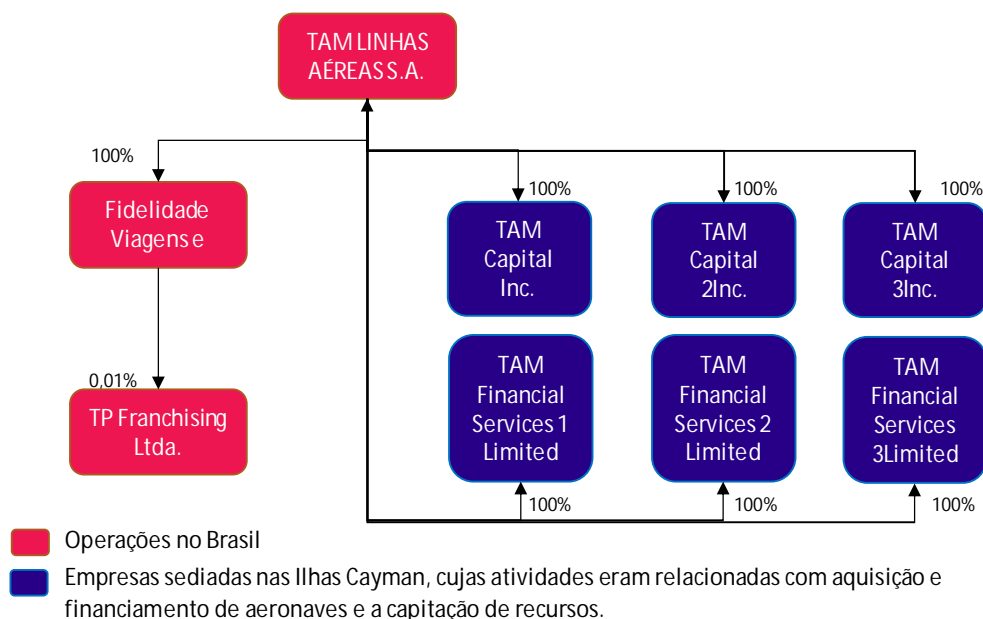 TAM LINHAS
AÉREAS S.A.
100%
Fidelidade
Viagens e
0,01%
TP Franchising
Ltda.
100%
TAM
Capital
Inc.
100%
TAM
Capital
2Inc.
100%
TAM
Capital
3Inc.
TAM
Financial
Services 1
Limited
100%
TAM
Financial
Services 2
Limited
100%
TAM
Financial
Services
3Limited
100%
Operações no Brasil
Empresas sediadas nas Ilhas Cayman, cujas atividades eram relacionadas com aquisição e
financiamento de aeronaves e a capitação de recursos.